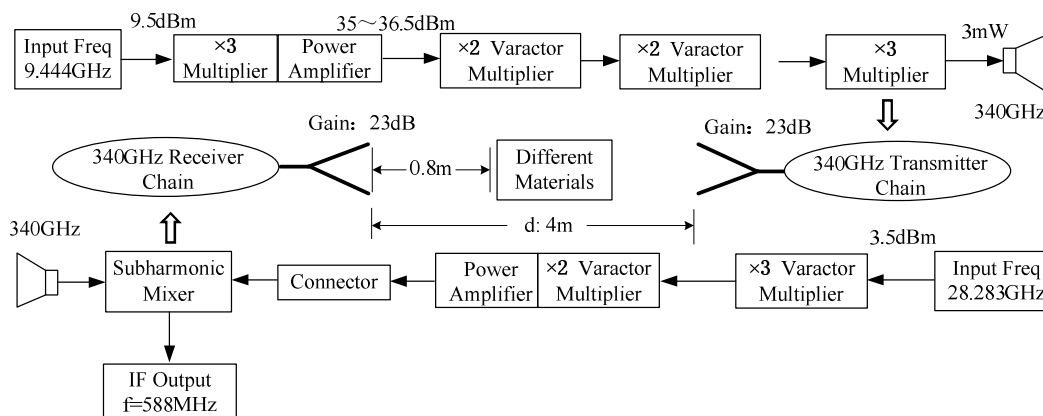 9.5dBm
35～36.5dBm
3mW
Input Freq
9.444GHz
×3
Multiplier
Power
Amplifier
×2 Varactor
Multiplier
×2 Varactor
Multiplier
×3
Multiplier
340GHz
Gain：23dB
Gain：23dB
340GHz Receiver
Chain
0.8m
Different
Materials
340GHz Transmitter
Chain
d: 4m
340GHz
Subharmonic
Mixer
Connector
Power
Amplifier
×2 Varactor
Multiplier
×3 Varactor
Multiplier
3.5dBm
Input Freq
28.283GHz
IF Output
f=588MHz